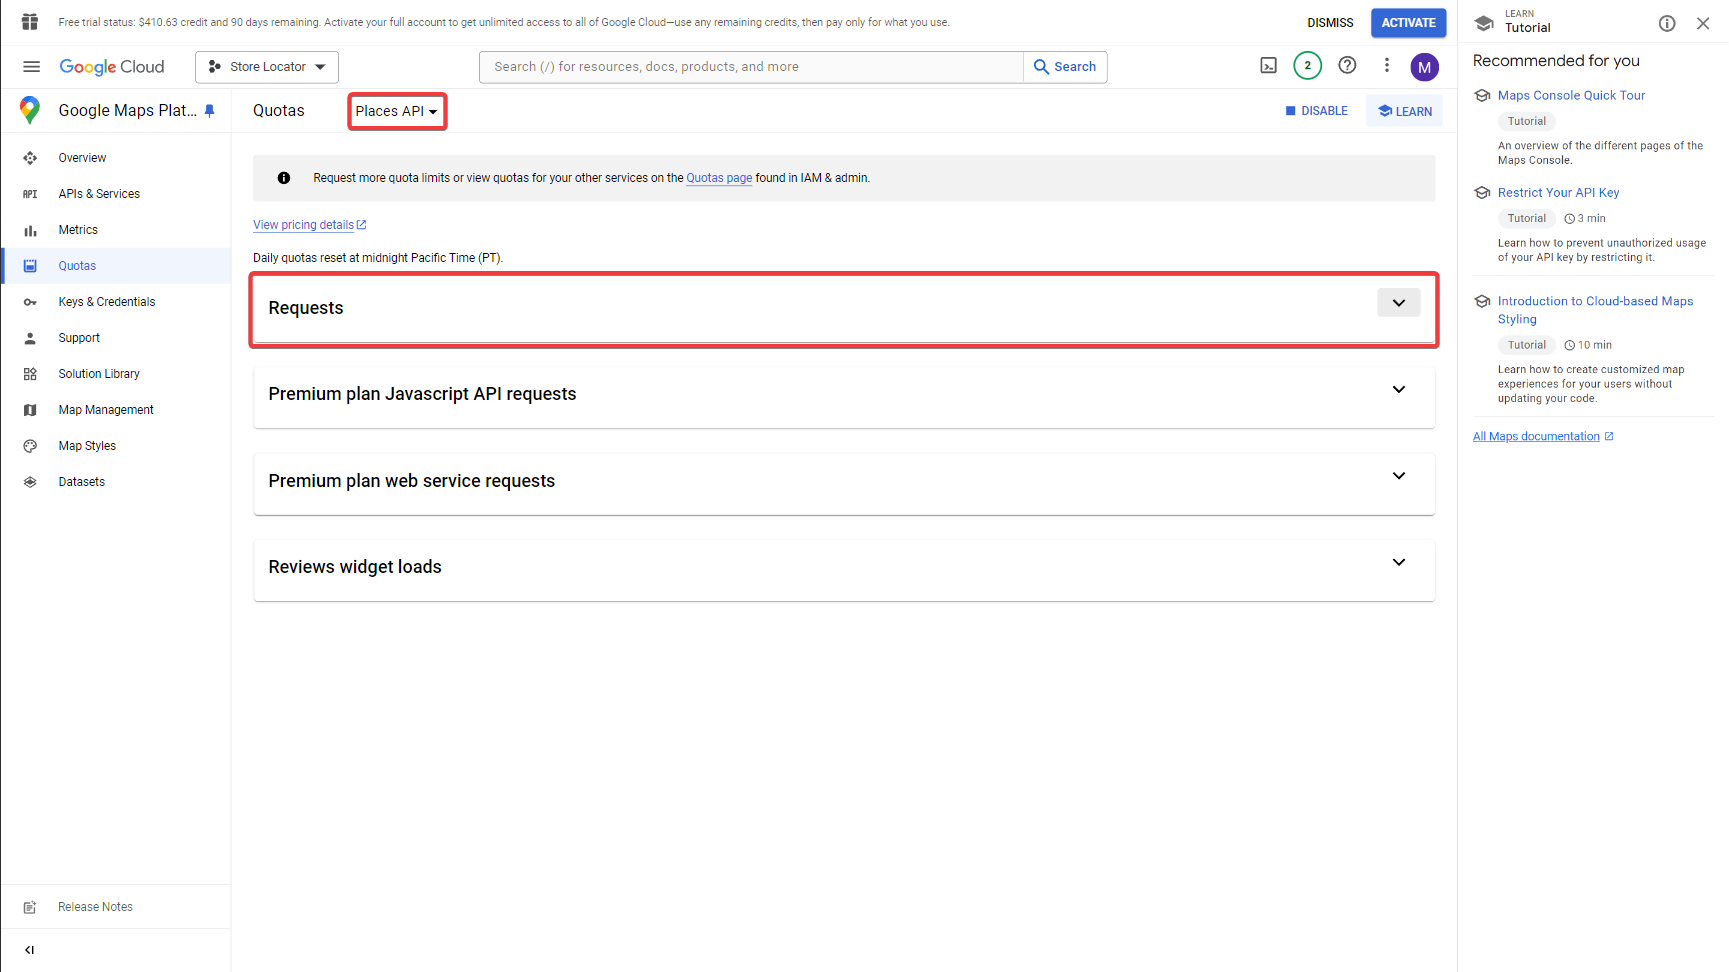 Free trial status: $410.63 credit and 90 days remaining. Activate your full account to get unlimited access to all of Google Cloud—use any remaining credits, then pay only for what you use.
DISMISS
ACTIVATE
Google Cloud
Store Locator
Search (/) for resources, docs, products, and more
Search
2
M
Google Maps Plat...
Quotas
Places API
DISABLE
LEARN
Overview
API
APIs & Services
Metrics
Quotas
Keys & Credentials
Support
Solution Library
Map Management
Map Styles
Datasets
Release Notes
Request more quota limits or view quotas for your other services on the Quotas page found in IAM & admin.
View pricing details
Daily quotas reset at midnight Pacific Time (PT).
Requests
Premium plan Javascript API requests
Premium plan web service requests
Reviews widget loads
LEARN
Tutorial
Recommended for you
Maps Console Quick Tour
Tutorial
An overview of the different pages of the
Maps Console.
Restrict Your API Key
Tutorial
3 min
Learn how to prevent unauthorized usage
of your API key by restricting it.
Introduction to Cloud-based Maps
Styling
Tutorial
10 min
Learn how to create customized map
experiences for your users without
updating your code.
All Maps documentation